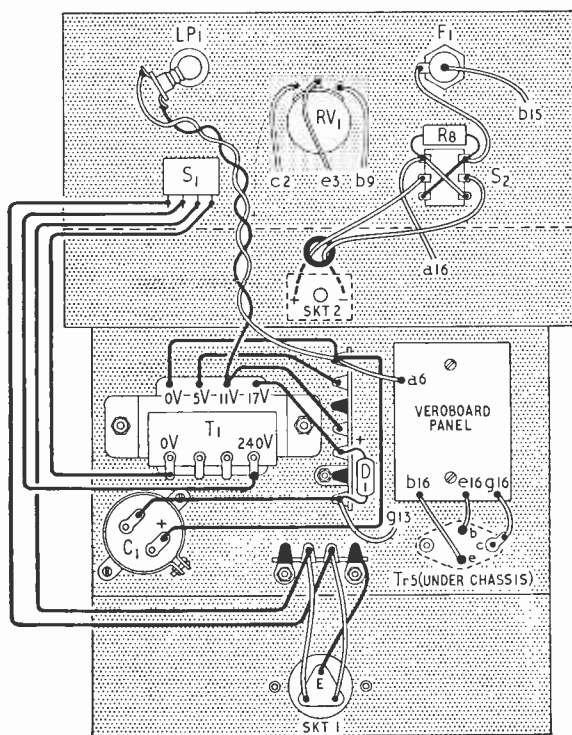 LP1
F1
RV1
b15
R8
S1
S2
c2 e3 b9
a16
+ −
SKT 2
0V-5V-11V-17V
a6
VEROBOARD
PANEL
T1
0V 240V
+
D1
−
b16 e16 g16
g13
C1
+
b
c
e
Tr5(UNDER CHASSIS)
E
SKT 1